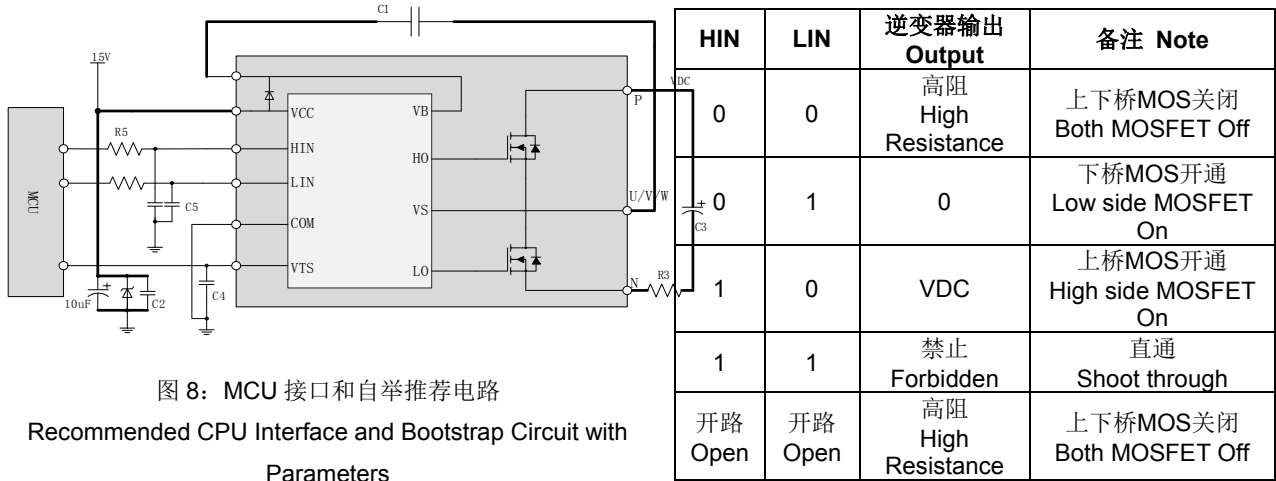 C1
15V
R5
MCU
C5
10uF
C2
C4
VCC
HIN
LIN
COM
VTS
VB
HO
VS
LO
VDC
P
U/V/W
N
C3
R3
图 8：MCU 接口和自举推荐电路
Recommended CPU Interface and Bootstrap Circuit with
Parameters
HIN
LIN
逆变器输出
Output
备注 Note
0
0
高阻
High
Resistance
上下桥MOS关闭
Both MOSFET Off
0
1
0
下桥MOS开通
Low side MOSFET
On
1
0
VDC
上桥MOS开通
High side MOSFET
On
1
1
禁止
Forbidden
直通
Shoot through
开路
Open
开路
Open
高阻
High
Resistance
上下桥MOS关闭
Both MOSFET Off